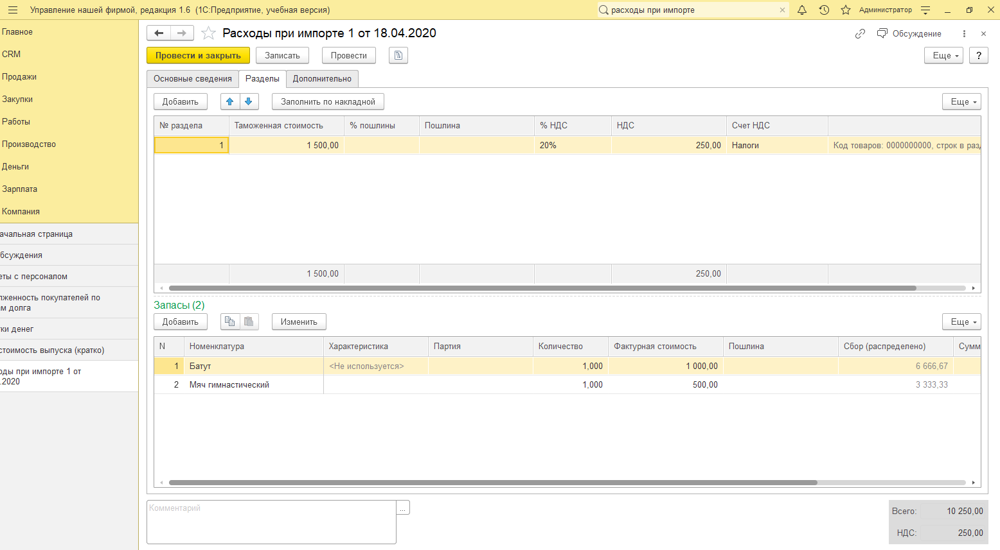 Управление нашей фирмой, редакция 1.6 (1С:Предприятие, учебная версия)
расходы при импорте
Администратор
Главное
CRM
Продажи
Закупки
Работы
Производство
Деньги
Зарплата
Компания
ачальная страница
бсуждения
еты с персоналом
лженность покупателей по
ам долга
ки денег
стоимость выпуска (кратко)
оды при импорте 1 от
.2020
Расходы при импорте 1 от 18.04.2020
Обсуждение
Провести и закрыть
Записать
Провести
Еще
?
Основные сведения
Разделы
Дополнительно
Добавить
Заполнить по накладной
Еще
№ раздела Таможенная стоимость % пошлины Пошлина % НДС НДС Счет НДС
1 1 500,00 20% 250,00 Налоги Код товаров: 0000000000, строк в разд
1 500,00 250,00
Запасы (2)
Добавить
Изменить
Еще
N Номенклатура Характеристика Партия Количество Фактурная стоимость Пошлина Сбор (распределено) Сумм
1 Батут <Не используется> 1,000 1 000,00 6 666,67
2 Мяч гимнастический 1,000 500,00 3 333,33
Комментарий
...
Всего: 10 250,00
НДС: 250,00